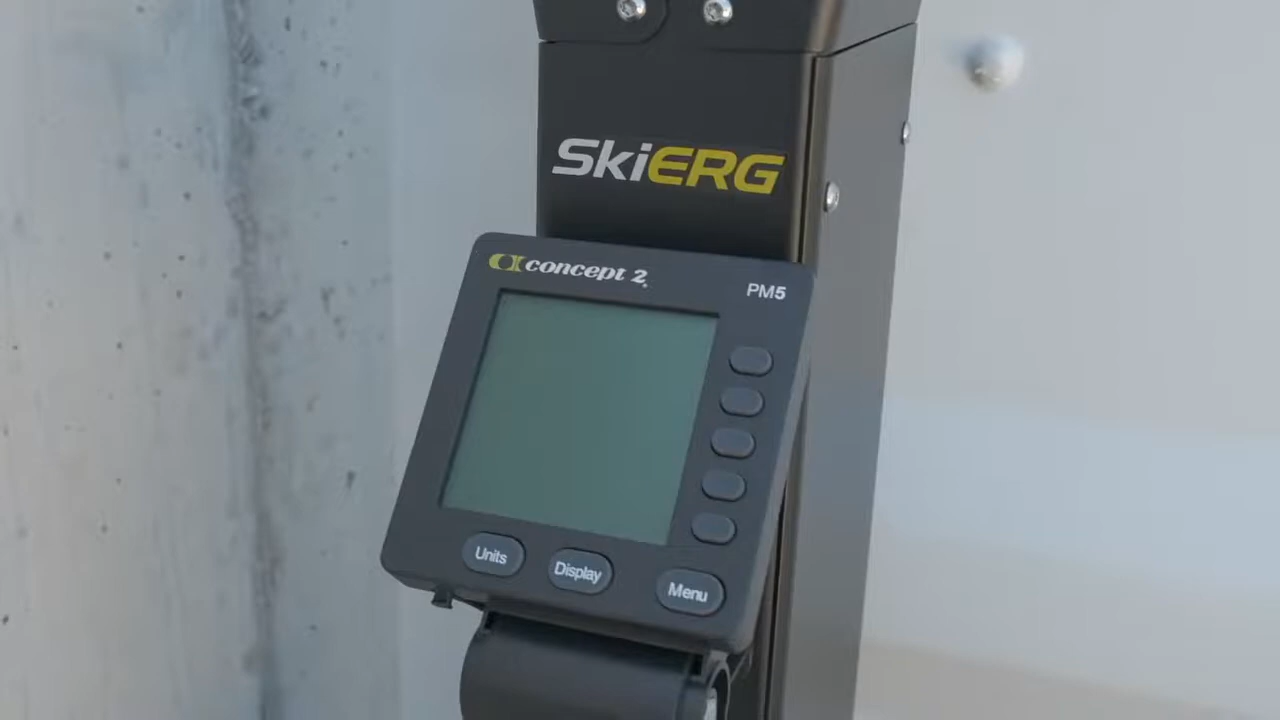 SkiERG
concept 2.
PM5
Units
Display
Menu